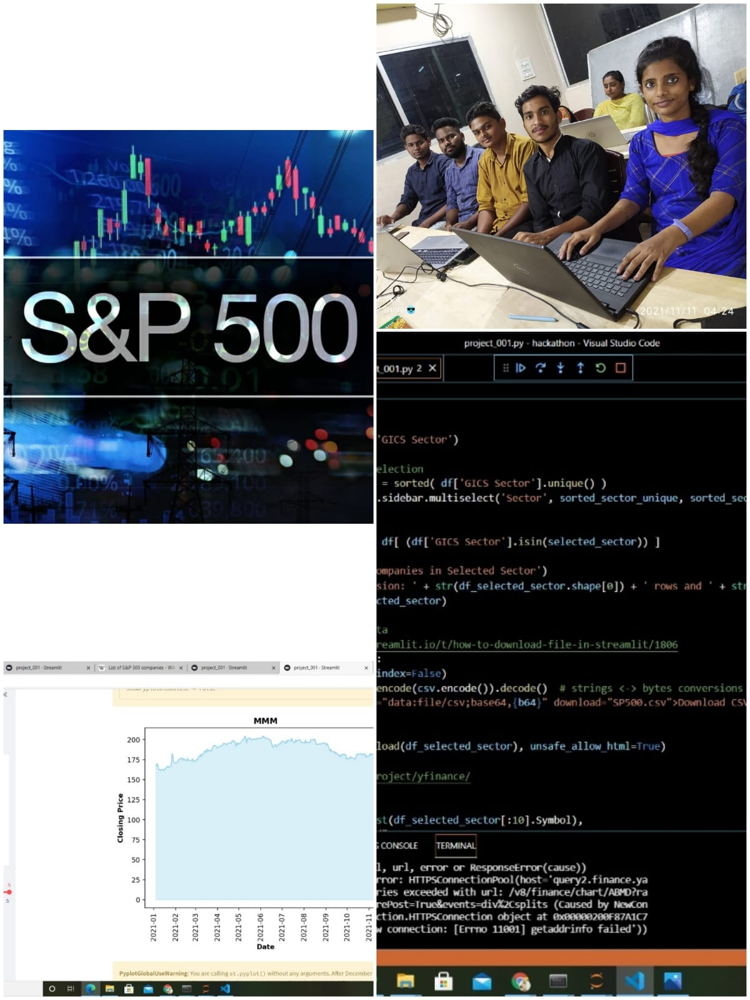 S&P 500
1,260
2021/11/11 04:24
DELL
project_001.py - hackathon - Visual Studio Code
t_001.py 2 ×
'GICS Sector')
election
= sorted( df['GICS Sector'].unique() )
.sidebar.multiselect('Sector', sorted_sector_unique, sorted_sec
df[ (df['GICS Sector'].isin(selected_sector)) ]
ompanies in Selected Sector')
sion: ' + str(df_selected_sector.shape[0]) + ' rows and ' + str
cted_sector)
ta
reamlit.io/t/how-to-download-file-in-streamlit/1806
:
index=False)
encode(csv.encode()).decode()  # strings <-> bytes conversions
="data:file/csv;base64,{b64}" download="SP500.csv">Download CSV
load(df_selected_sector), unsafe_allow_html=True)
roject/yfinance/
st(df_selected_sector[:10].Symbol),
G CONSOLE TERMINAL
l, url, error or ResponseError(cause))
rror: HTTPSConnectionPool(host='query2.finance.ya
ries exceeded with url: /v8/finance/chart/ABMD?ra
rePost=True&events=div%2Csplits (Caused by NewCon
ction.HTTPSConnection object at 0x00000200F87A1C7
w connection: [Errno 11001] getaddrinfo failed'))
project_001 · Streamlit × List of S&P 500 companies - Wi × project_001 · Streamlit × project_001 · Streamlit ×
MMM
200
175
150
125
100
75
50
25
0
Closing Price
2021-01 2021-02 2021-03 2021-04 2021-05 2021-06 2021-07 2021-08 2021-09 2021-10 2021-11
Date
5
5
PyplotGlobalUseWarning: You are calling st.pyplot() without any arguments. After December